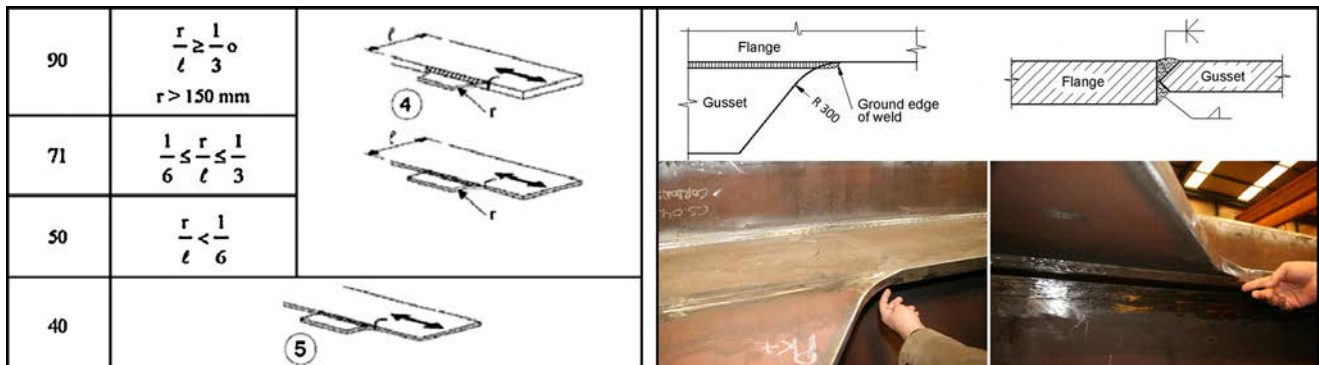 90
r/ℓ ≥ 1/3 o
r > 150 mm
4
r
ℓ
r
ℓ
71
1/6 ≤ r/ℓ ≤ 1/3
50
r/ℓ < 1/6
40
5
Flange
Gusset
R 300
Ground edge
of weld
Flange
Gusset
PK+